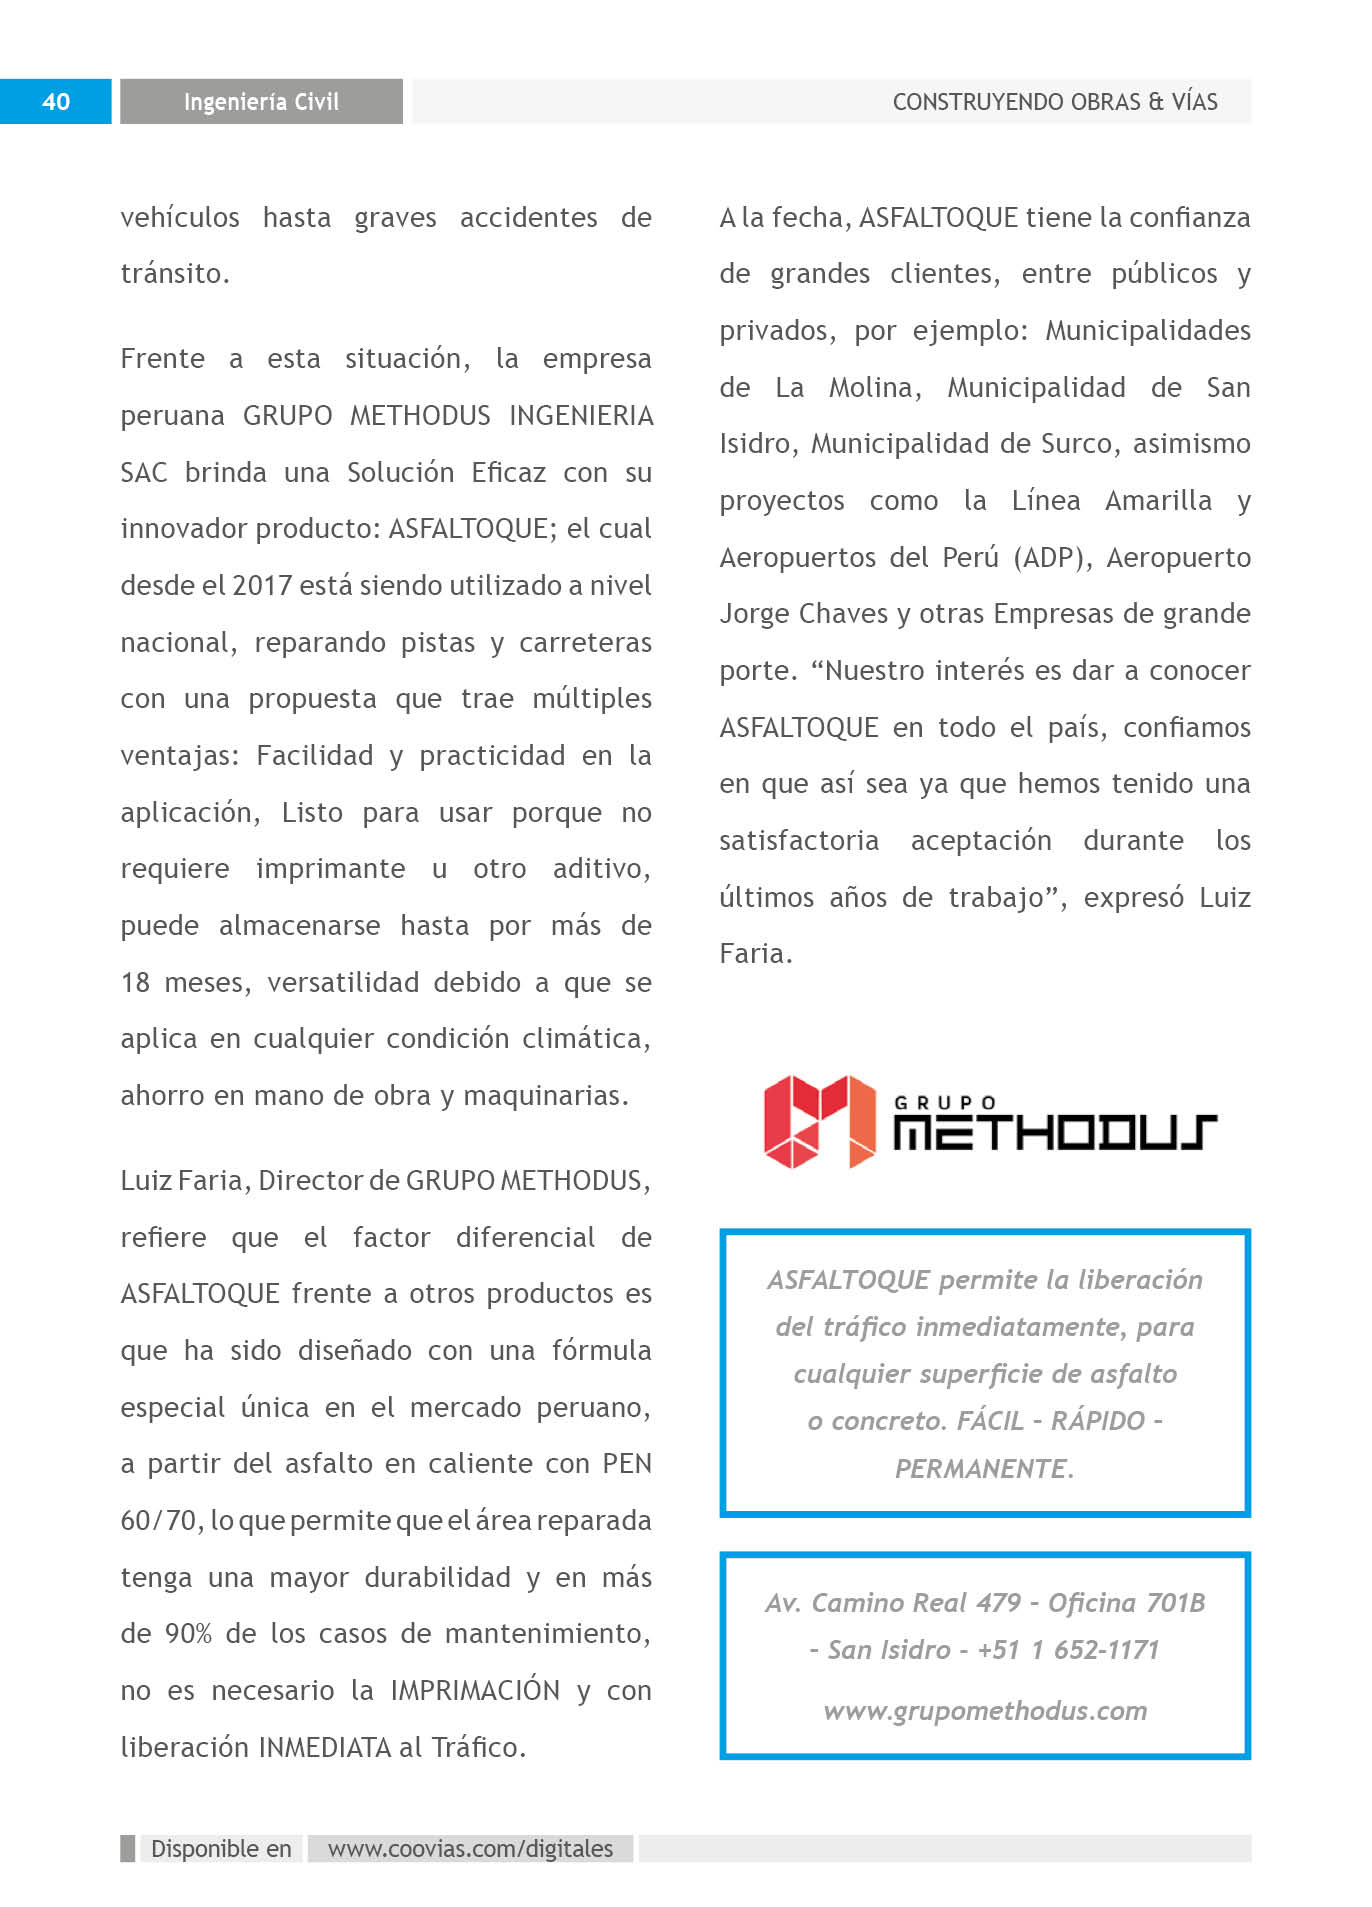 40
Ingeniería Civil
CONSTRUYENDO OBRAS & VÍAS
vehículos hasta graves accidentes de
tránsito.
Frente a esta situación, la empresa
peruana GRUPO METHODUS INGENIERIA
SAC brinda una Solución Eficaz con su
innovador producto: ASFALTOQUE; el cual
desde el 2017 está siendo utilizado a nivel
nacional, reparando pistas y carreteras
con una propuesta que trae múltiples
ventajas: Facilidad y practicidad en la
aplicación, Listo para usar porque no
requiere imprimante u otro aditivo,
puede almacenarse hasta por más de
18 meses, versatilidad debido a que se
aplica en cualquier condición climática,
ahorro en mano de obra y maquinarias.
Luiz Faria, Director de GRUPO METHODUS,
refiere que el factor diferencial de
ASFALTOQUE frente a otros productos es
que ha sido diseñado con una fórmula
especial única en el mercado peruano,
a partir del asfalto en caliente con PEN
60/70, lo que permite que el área reparada
tenga una mayor durabilidad y en más
de 90% de los casos de mantenimiento,
no es necesario la IMPRIMACIÓN y con
liberación INMEDIATA al Tráfico.
A la fecha, ASFALTOQUE tiene la confianza
de grandes clientes, entre públicos y
privados, por ejemplo: Municipalidades
de La Molina, Municipalidad de San
Isidro, Municipalidad de Surco, asimismo
proyectos como la Línea Amarilla y
Aeropuertos del Perú (ADP), Aeropuerto
Jorge Chaves y otras Empresas de grande
porte. “Nuestro interés es dar a conocer
ASFALTOQUE en todo el país, confiamos
en que así sea ya que hemos tenido una
satisfactoria aceptación durante los
últimos años de trabajo”, expresó Luiz
Faria.
GRUPO
METHODUS
ASFALTOQUE permite la liberación
del tráfico inmediatamente, para
cualquier superficie de asfalto
o concreto. FÁCIL – RÁPIDO –
PERMANENTE.
Av. Camino Real 479 – Oficina 701B
– San Isidro - +51 1 652-1171
www.grupomethodus.com
Disponible en
www.coovias.com/digitales